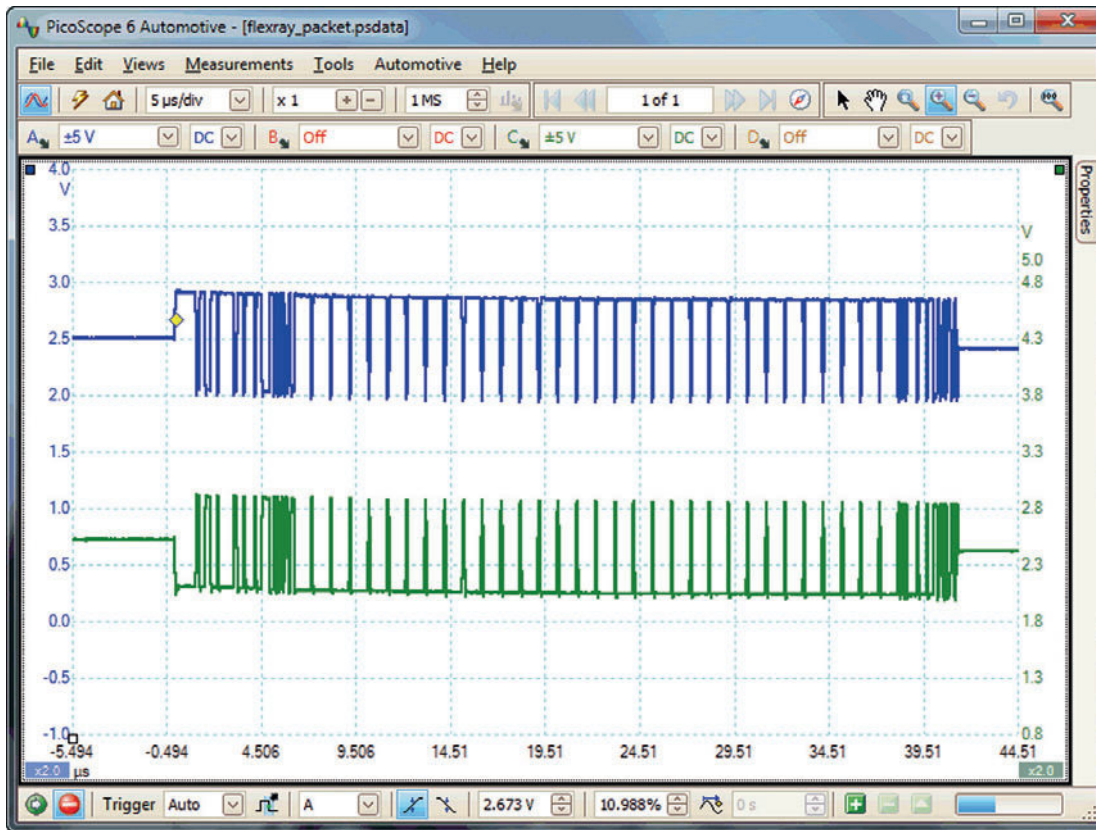 PicoScope 6 Automotive - [flexray_packet.psdata]
File Edit Views Measurements Tools Automotive Help
5 µs/div x 1 1 MS 1 of 1
A ±5 V DC B Off DC C ±5 V DC D Off DC
Properties
4.0
V
3.5
3.0
2.5
2.0
1.5
1.0
0.5
0.0
-0.5
-1.0
V
5.0
4.8
4.3
3.8
3.3
2.8
2.3
1.8
1.3
0.8
-5.494 -0.494 4.506 9.506 14.51 19.51 24.51 29.51 34.51 39.51 44.51
x2.0 µs x2.0
Trigger Auto A 2.673 V 10.988% 0 s